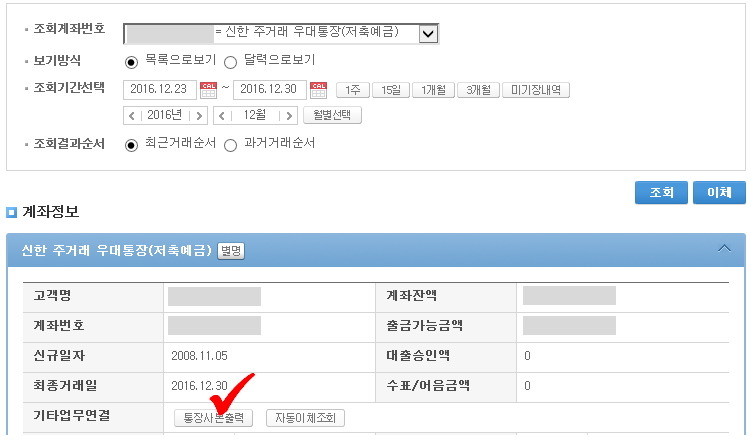 조회계좌번호 = 신한 주거래 우대통장(저축예금)
보기방식 목록으로보기 달력으로보기
조회기간선택 2016.12.23 CAL ~ 2016.12.30 CAL 1주 15일 1개월 3개월 미기장내역
2016년 12월 월별선택
조회결과순서 최근거래순서 과거거래순서
조회 이체
계좌정보
신한 주거래 우대통장(저축예금) 별명
고객명 계좌잔액
계좌번호 출금가능금액
신규일자 2008.11.05 대출승인액 0
최종거래일 2016.12.30 수표/어음금액 0
기타업무연결 통장사본출력 자동이체조회